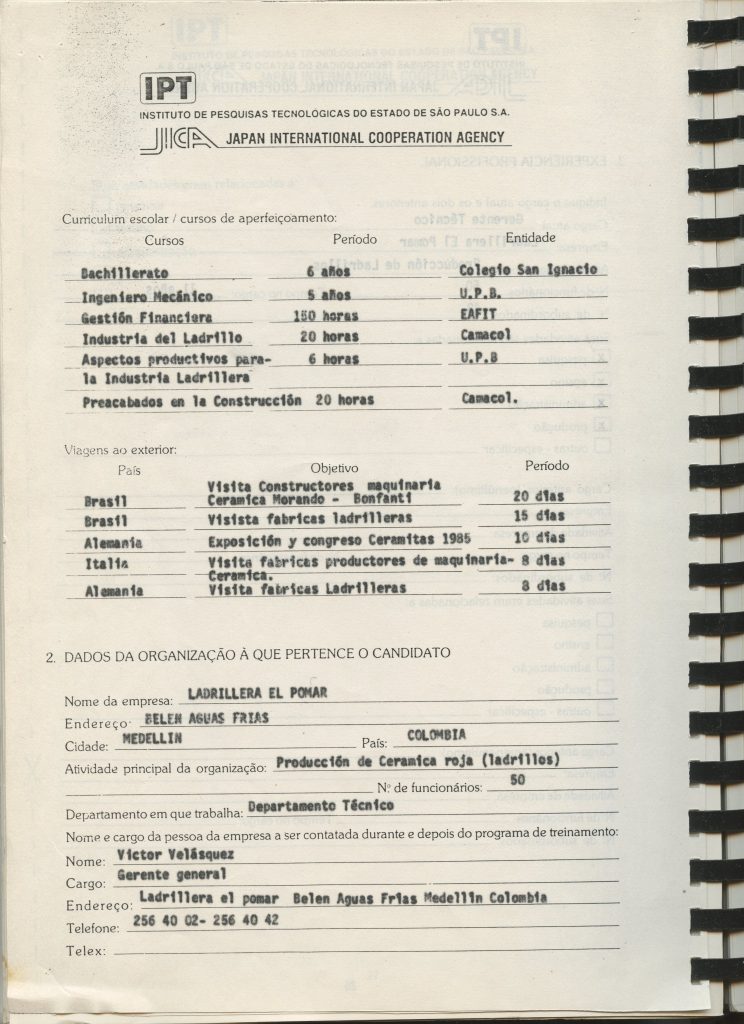 IPT
INSTITUTO DE PESQUISAS TECNOLÓGICAS DO ESTADO DE SÃO PAULO S.A.
JICA JAPAN INTERNATIONAL COOPERATION AGENCY
Curriculum escolar / cursos de aperfeiçoamento:
Cursos Período Entidade
Bachillerato 6 años Colegio San Ignacio
Ingeniero Mecánico 5 años U.P.B.
Gestión Financiera 150 horas EAFIT
Industria del Ladrillo 20 horas Camacol
Aspectos productivos para- 6 horas U.P.B
la Industria Ladrillera
Preacabados en la Construcción 20 horas Camacol.
Viagens ao exterior:
País Objetivo Período
Visita Constructores maquinaria
Brasil Ceramica Morando - Bonfanti 20 dias
Brasil Visista fabricas ladrilleras 15 dias
Alemania Exposición y congreso Ceramitas 1985 10 dias
Italia Visita fabricas productores de maquinaria- 8 dias
Ceramica.
Alemania Visita fabricas Ladrilleras 8 dias
2. DADOS DA ORGANIZAÇÃO À QUE PERTENCE O CANDIDATO
Nome da empresa: LADRILLERA EL POMAR
Endereço: BELEN AGUAS FRIAS
Cidade: MEDELLIN País: COLOMBIA
Atividade principal da organização: Producción de Ceramica roja (ladrillos)
N.º de funcionários: 50
Departamento em que trabalha: Departamento Técnico
Nome e cargo da pessoa da empresa a ser contatada durante e depois do programa de treinamento:
Nome: Victor Velásquez
Cargo: Gerente general
Endereço: Ladrillera el pomar Belen Aguas Frias Medellin Colombia
Telefone: 256 40 02- 256 40 42
Telex: